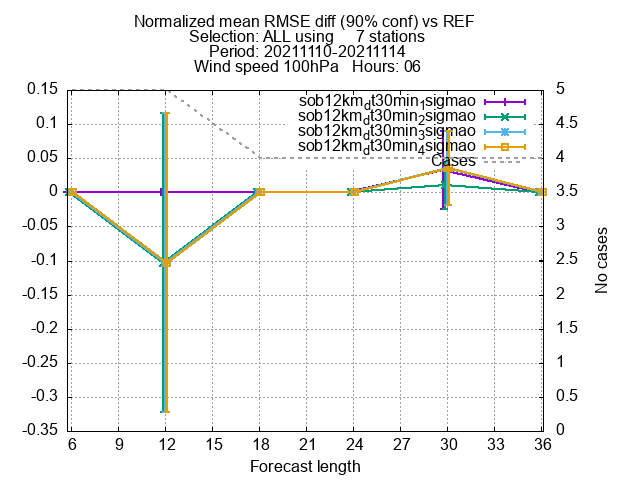 Normalized mean RMSE diff (90% conf) vs REF
Selection: ALL using 7 stations
Period: 20211110-20211114
Wind speed 100hPa Hours: 06
sob12km_dt30min_1sigmao
sob12km_dt30min_2sigmao
sob12km_dt30min_3sigmao
sob12km_dt30min_4sigmao
Cases
0.15
0.1
0.05
0
-0.05
-0.1
-0.15
-0.2
-0.25
-0.3
-0.35
5
4.5
4
3.5
3
2.5
2
1.5
1
0.5
0
No cases
6 9 12 15 18 21 24 27 30 33 36
Forecast length